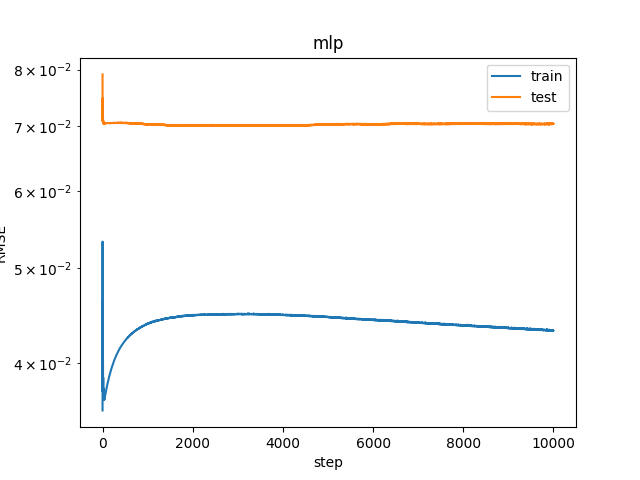 mlp
8 × 10⁻²
7 × 10⁻²
6 × 10⁻²
5 × 10⁻²
4 × 10⁻²
RMSE
train
test
0
2000
4000
6000
8000
10000
step